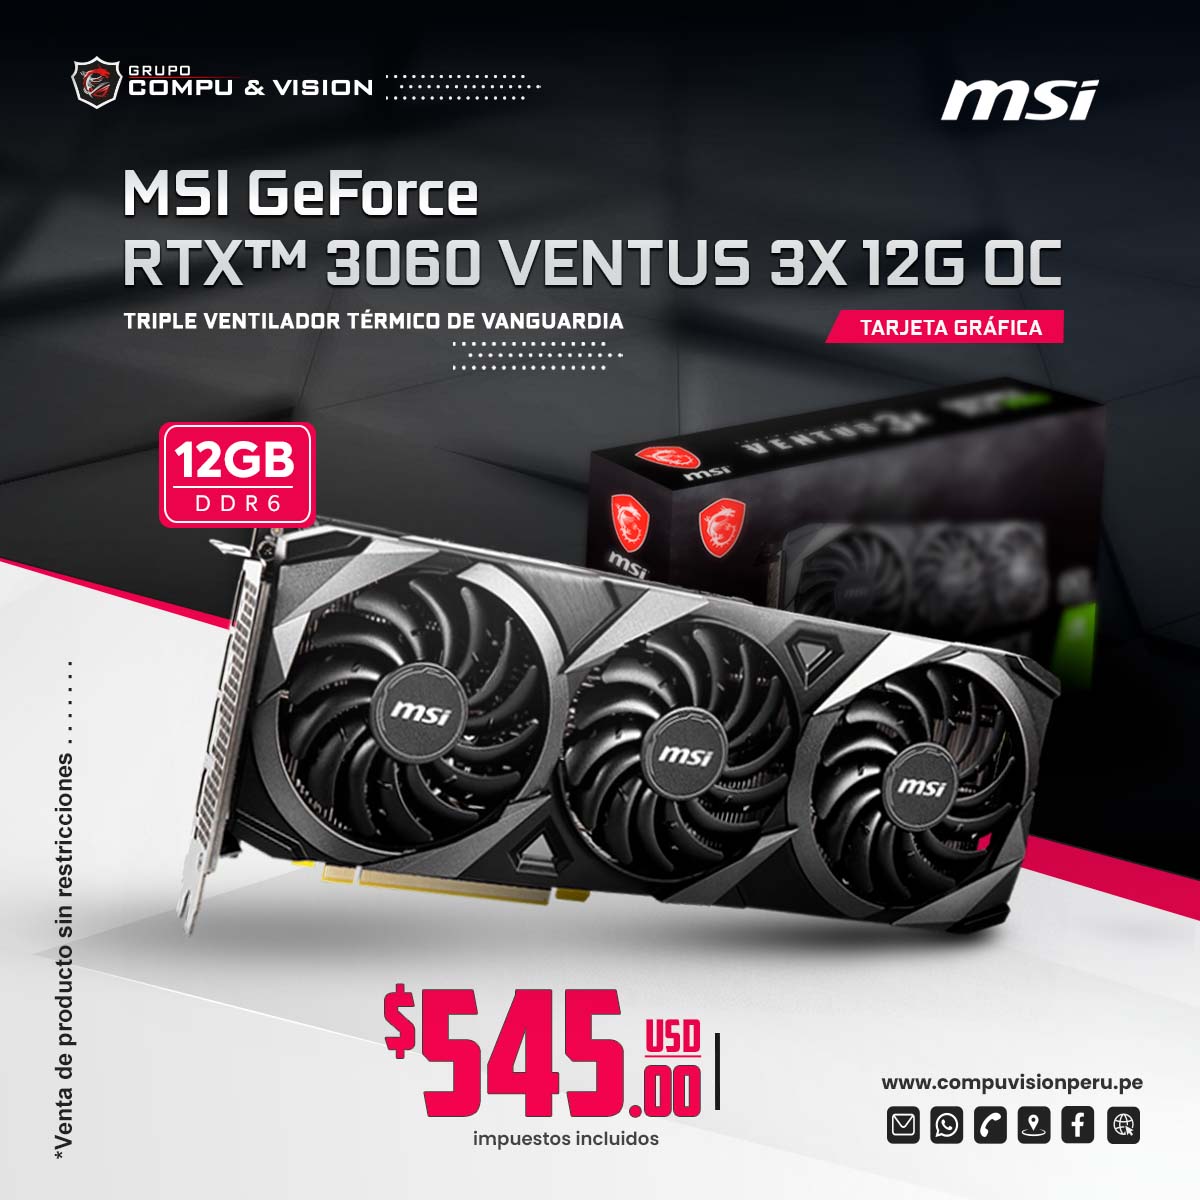 GRUPO
COMPU & VISION
msi
MSI GeForce
RTX™ 3060 VENTUS 3X 12G OC
TRIPLE VENTILADOR TÉRMICO DE VANGUARDIA
TARJETA GRÁFICA
12GB
DDR6
VENTUS 3X
msi
msi
msi
msi
msi
*Venta de producto sin restricciones . . . . . . .
$545.00 USD
impuestos incluidos
www.compuvisionperu.pe